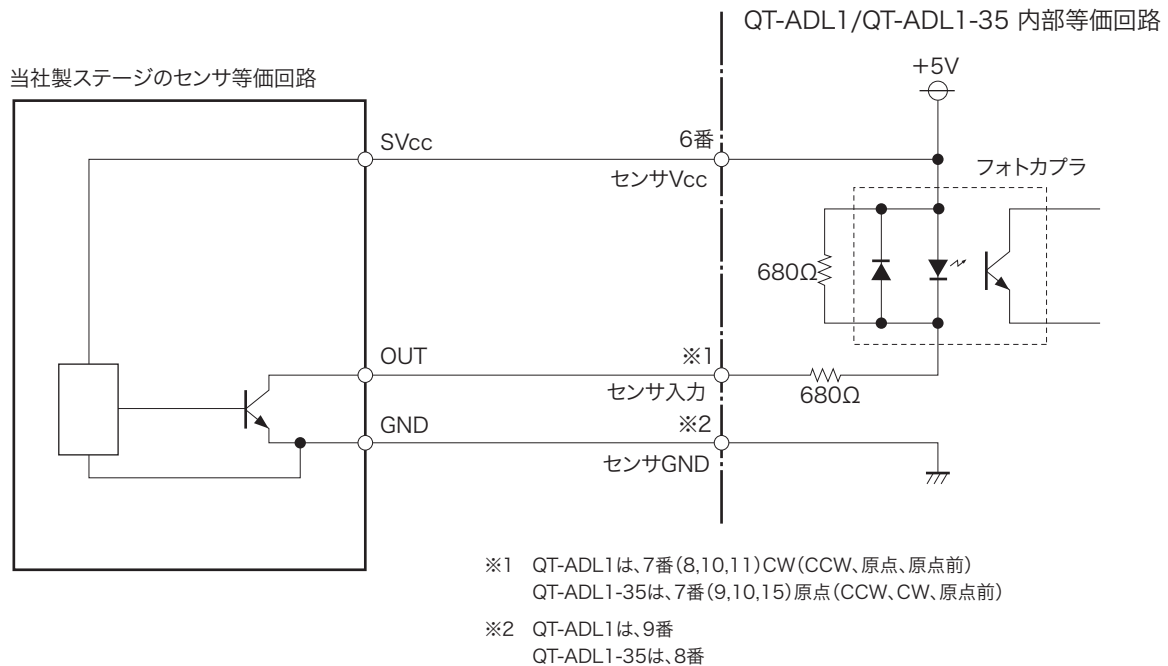 QT-ADL1/QT-ADL1-35 内部等価回路
当社製ステージのセンサ等価回路
+5V
SVcc
6番
センサVcc
フォトカプラ
680Ω
OUT
※1
センサ入力
680Ω
GND
※2
センサGND
※1 QT-ADL1は、7番(8,10,11)CW(CCW、原点、原点前)
QT-ADL1-35は、7番(9,10,15)原点(CCW、CW、原点前)
※2 QT-ADL1は、9番
QT-ADL1-35は、8番